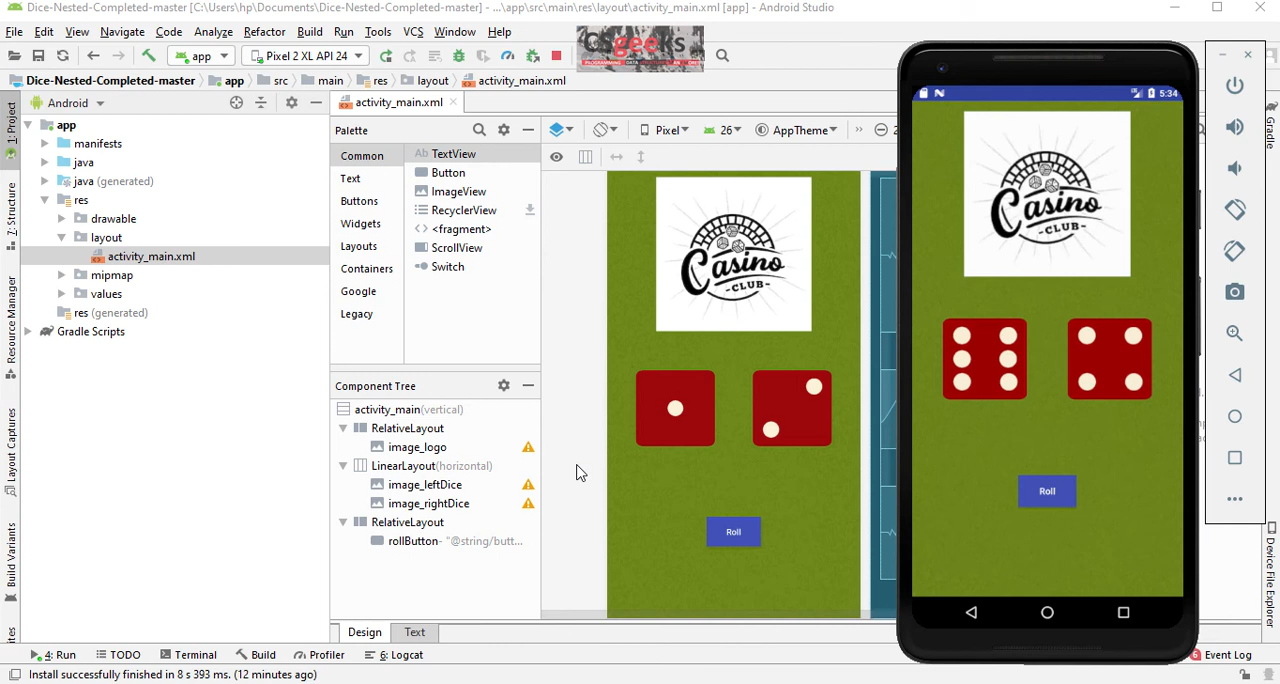 Dice-Nested-Completed-master [C:\Users\hp\Documents\Dice-Nested-Completed-master] - ...\app\src\main\res\layout\activity_main.xml [app] - Android Studio
File Edit View Navigate Code Analyze Refactor Build Run Tools VCS Window Help
app Pixel 2 XL API 24
CSgeeks
Dice-Nested-Completed-master app src main res layout activity_main.xml
1: Project
Z: Structure
Resource Manager
Layout Captures
Build Variants
Android
app
manifests
java
java (generated)
res
drawable
layout
activity_main.xml
mipmap
values
res (generated)
Gradle Scripts
activity_main.xml
Palette
Common
Text
Buttons
Widgets
Layouts
Containers
Google
Legacy
Ab TextView
Button
ImageView
RecyclerView
<fragment>
ScrollView
Switch
Component Tree
activity_main(vertical)
RelativeLayout
image_logo
LinearLayout(horizontal)
image_leftDice
image_rightDice
RelativeLayout
rollButton- "@string/butt...
Pixel 26 AppTheme
Casino
-CLUB-
Roll
Design Text
5:34
Casino
-CLUB-
Roll
Gradle
Device File Explorer
4: Run TODO Terminal Build Profiler 6: Logcat
6 Event Log
Install successfully finished in 8 s 393 ms. (12 minutes ago)